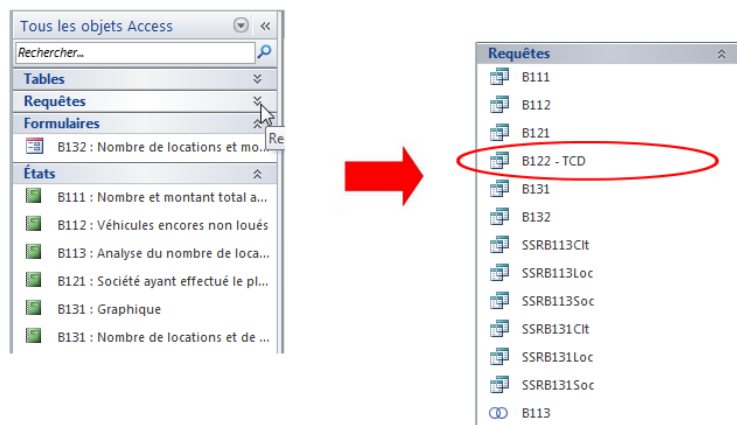 Tous les objets Access
Rechercher...
Tables
Requêtes
Formulaires
Re
B132 : Nombre de locations et mo...
États
B111 : Nombre et montant total a...
B112 : Véhicules encores non loués
B113 : Analyse du nombre de loca...
B121 : Société ayant effectué le pl...
B131 : Graphique
B131 : Nombre de locations et de ...
Requêtes
B111
B112
B121
B122 - TCD
B131
B132
SSRB113Clt
SSRB113Loc
SSRB113Soc
SSRB131Clt
SSRB131Loc
SSRB131Soc
B113